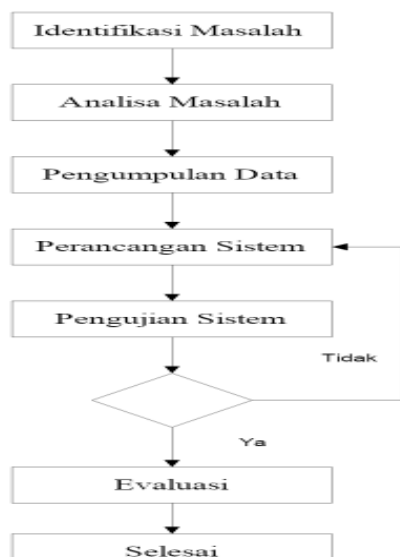 Identifikasi Masalah
Analisa Masalah
Pengumpulan Data
Perancangan Sistem
Pengujian Sistem
Tidak
Ya
Evaluasi
Selesai